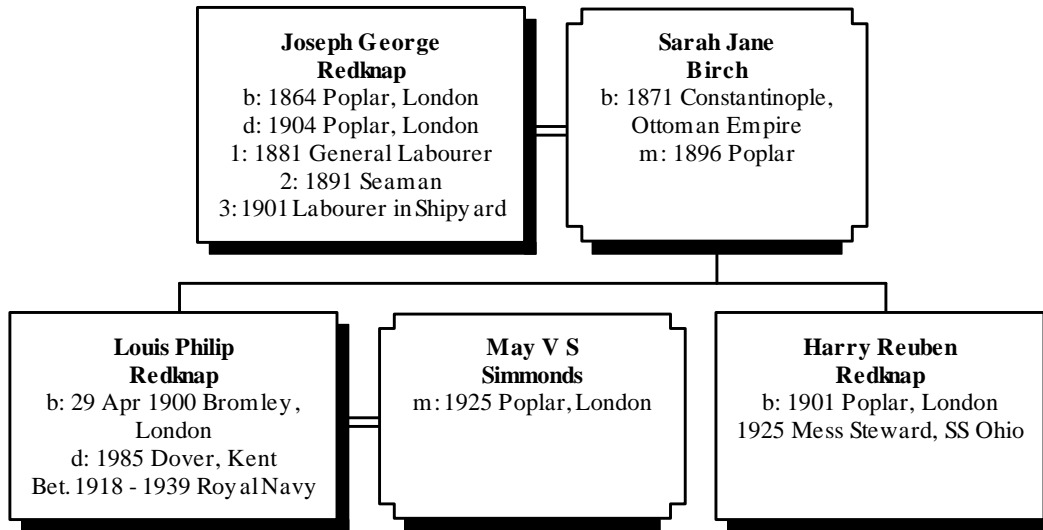 Joseph George
Redknap
b: 1864 Poplar, London
d: 1904 Poplar, London
1: 1881 General Labourer
2: 1891 Seaman
3: 1901 Labourer in Shipyard
Sarah Jane
Birch
b: 1871 Constantinople,
Ottoman Empire
m: 1896 Poplar
Louis Philip
Redknap
b: 29 Apr 1900 Bromley,
London
d: 1985 Dover, Kent
Bet. 1918 - 1939 Royal Navy
May V S
Simmonds
m: 1925 Poplar, London
Harry Reuben
Redknap
b: 1901 Poplar, London
1925 Mess Steward, SS Ohio